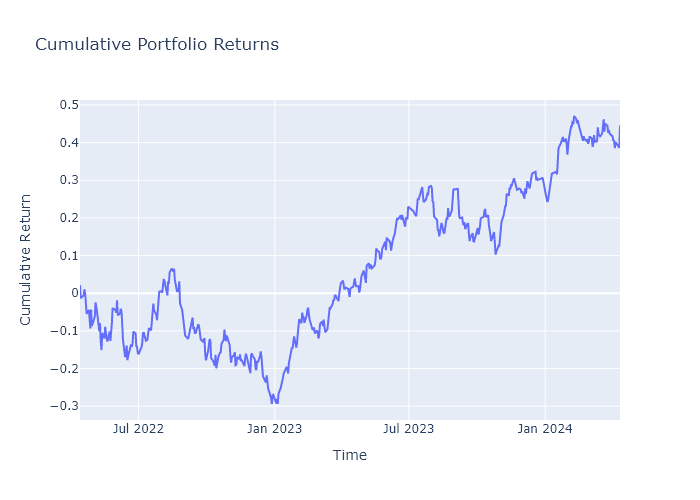 Cumulative Portfolio Returns
0.5
0.4
0.3
0.2
0.1
0
−0.1
−0.2
−0.3
Cumulative Return
Jul 2022 Jan 2023 Jul 2023 Jan 2024
Time